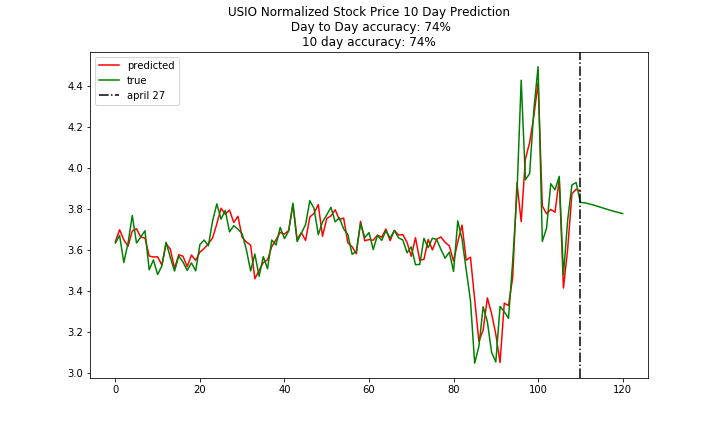 USIO Normalized Stock Price 10 Day Prediction
Day to Day accuracy: 74%
10 day accuracy: 74%
predicted
true
april 27
4.4
4.2
4.0
3.8
3.6
3.4
3.2
3.0
0 20 40 60 80 100 120